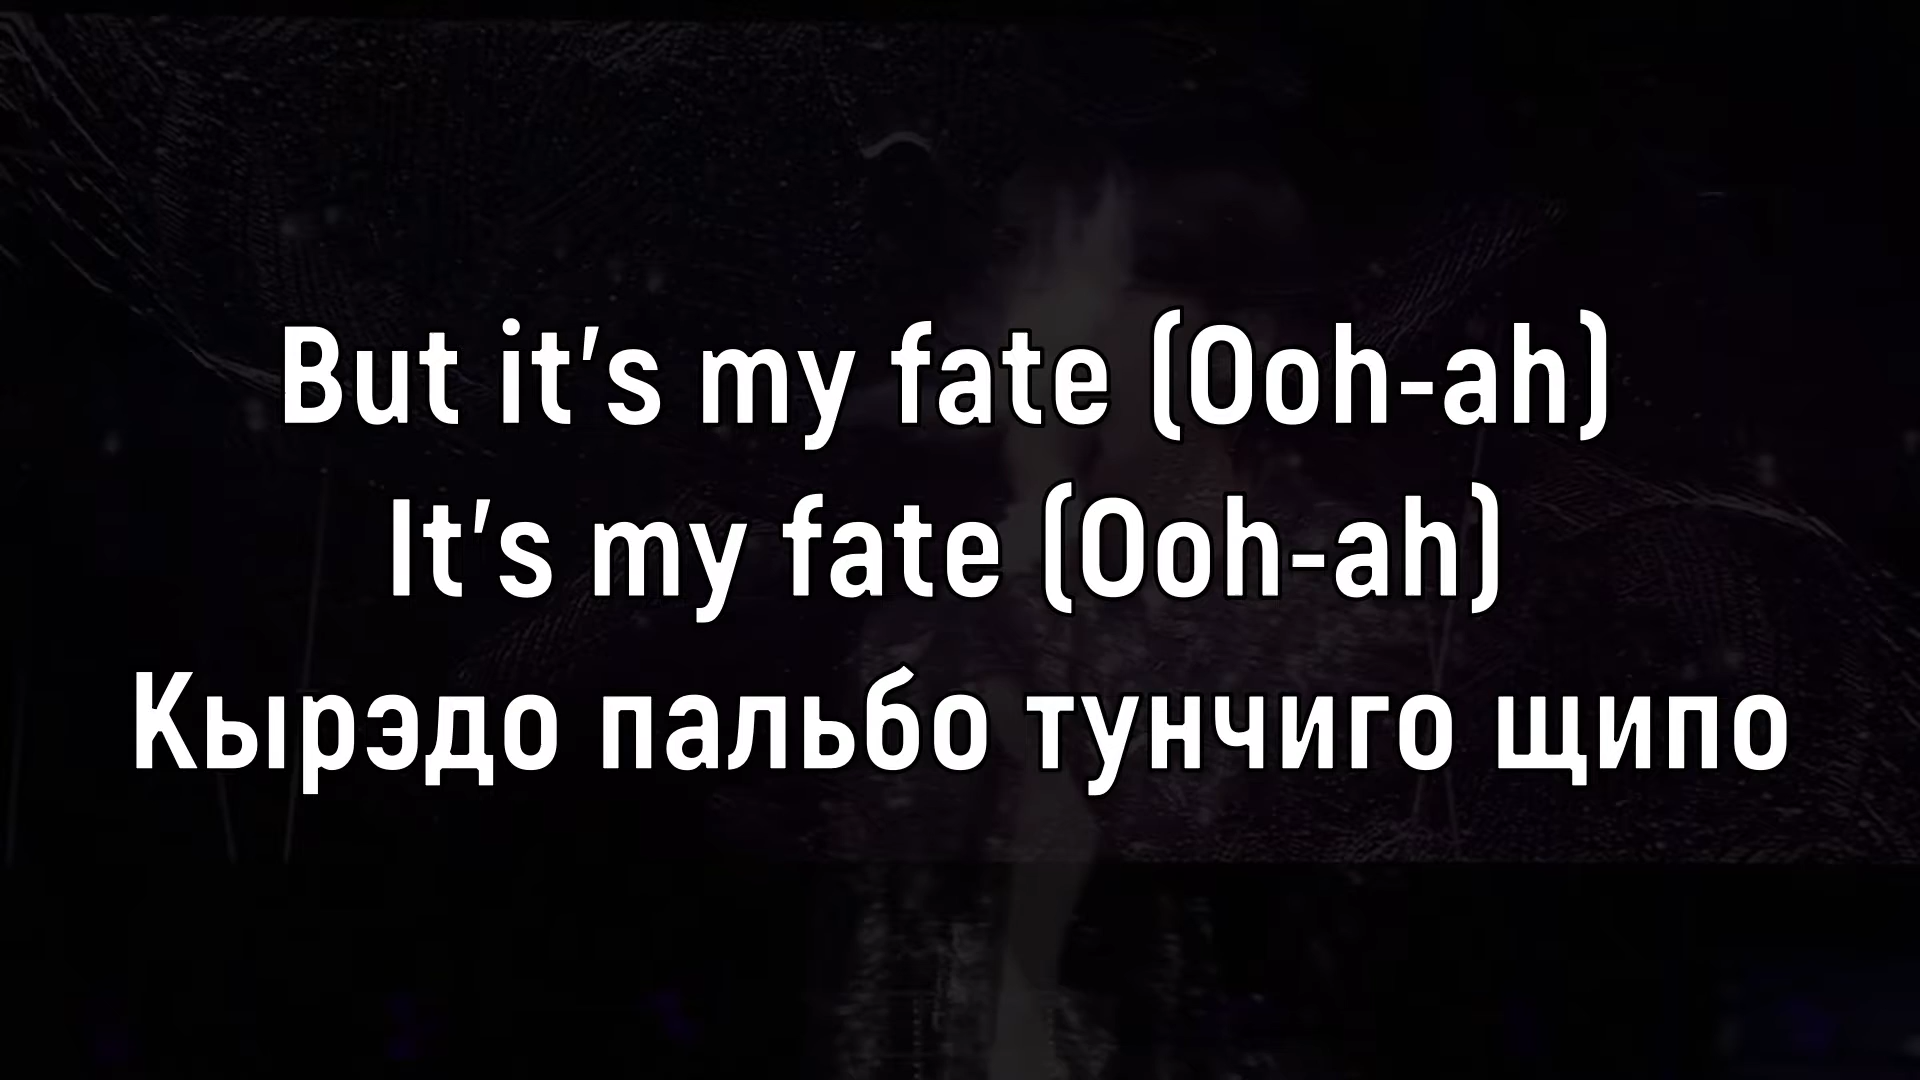 But it's my fate (Ooh-ah)
It's my fate (Ooh-ah)
Кырэдо пальбо тунчиго щипо